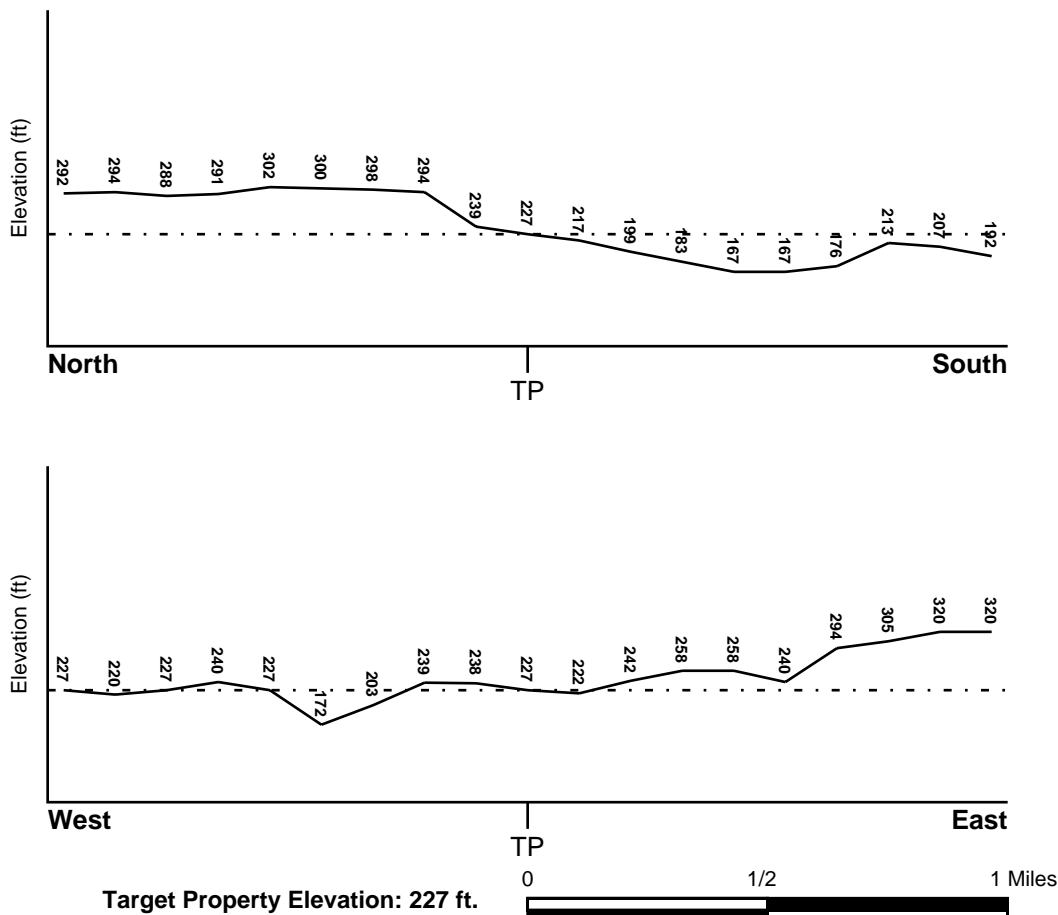 Elevation (ft)
292 294 288 291 302 300 298 294 239 227 217 199 183 167 167 176 213 207 192
North South
TP
Elevation (ft)
227 220 227 240 227 172 203 239 238 227 222 242 258 258 240 294 305 320 320
West East
TP
Target Property Elevation: 227 ft.
0 1/2 1 Miles